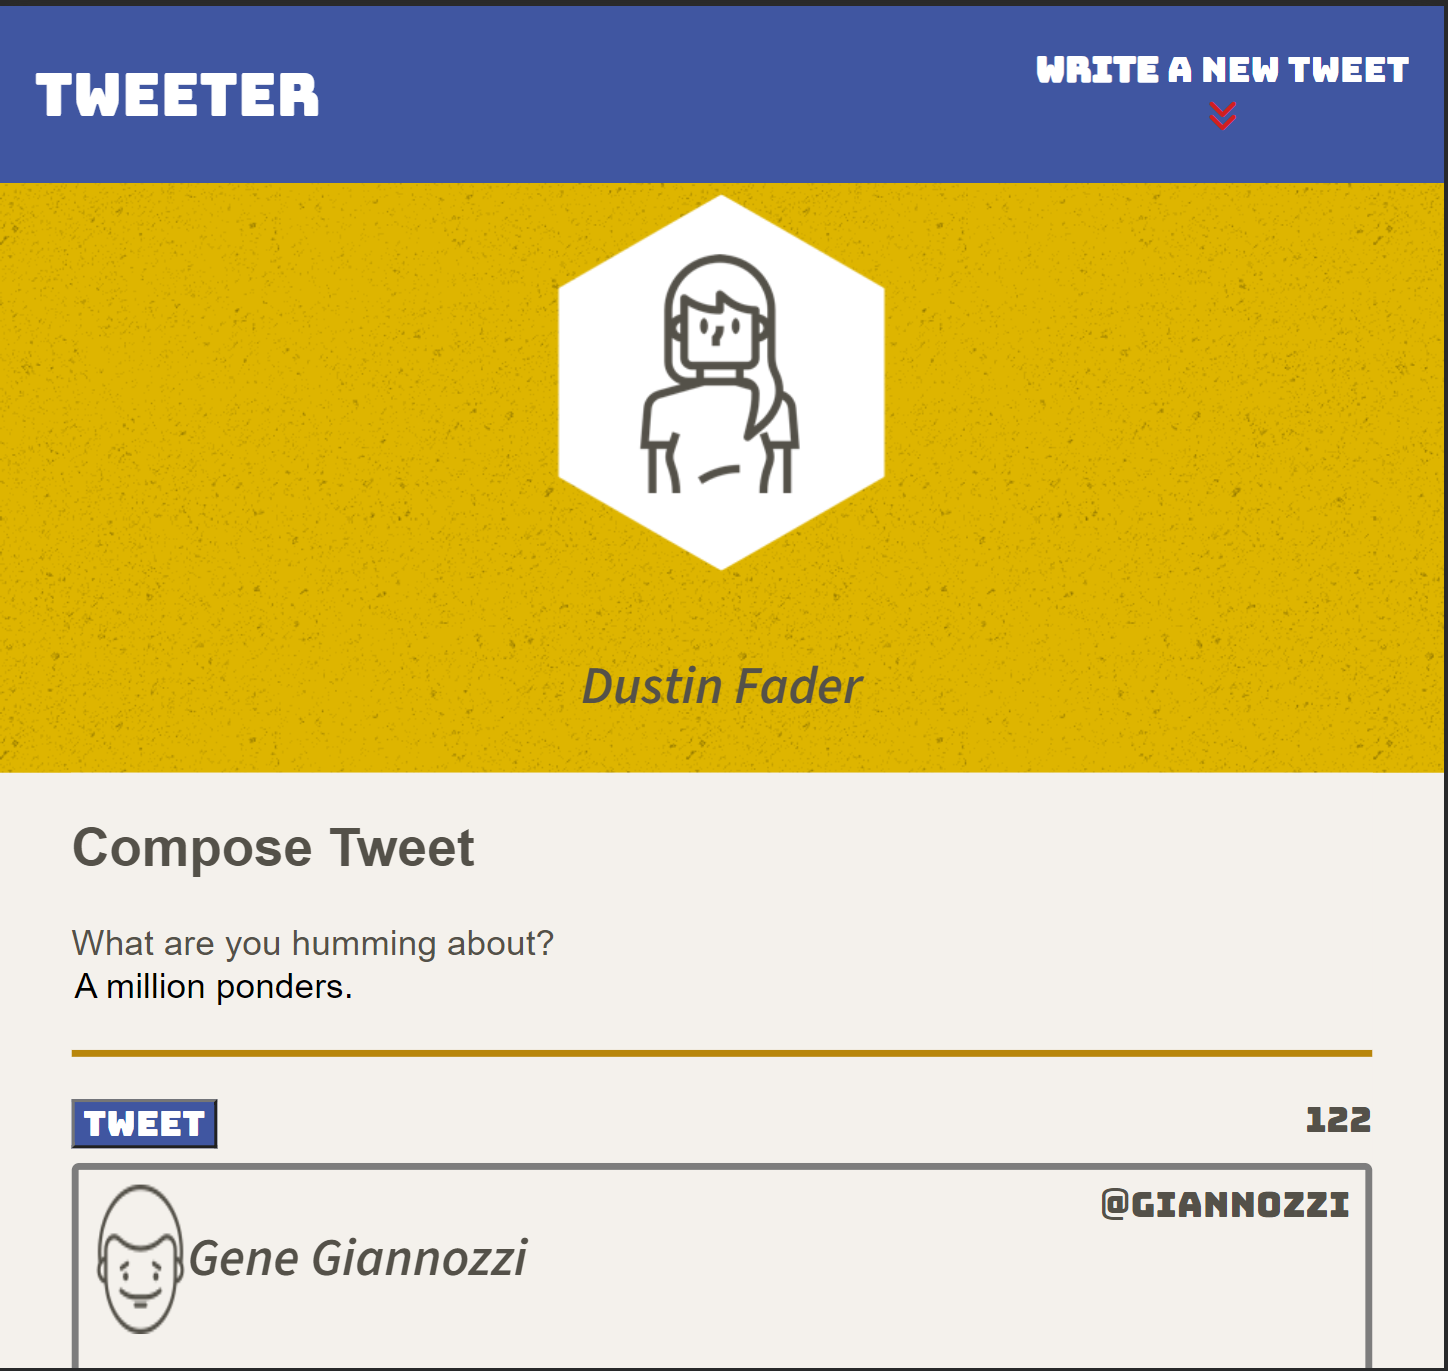 TWEETER
WRITE A NEW TWEET
Dustin Fader
Compose Tweet
What are you humming about?
A million ponders.
TWEET
122
@GIANNOZZI
Gene Giannozzi